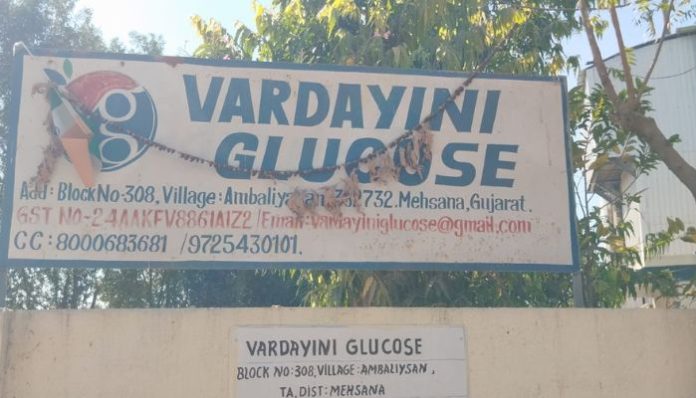 g
VARDAYINI
GLUCOSE
Add: Block No-308, Village: Ambaliyasan, 732. Mehsana, Gujarat.
GST NO-24AAKFV8861A1Z2 / Email: vardayiniglucose@gmail.com
CC: 8000683681 / 9725430101.
VARDAYINI GLUCOSE
BLOCK NO: 308, VILLAGE: AMBALIYSAN,
TA, DIST: MEHSANA